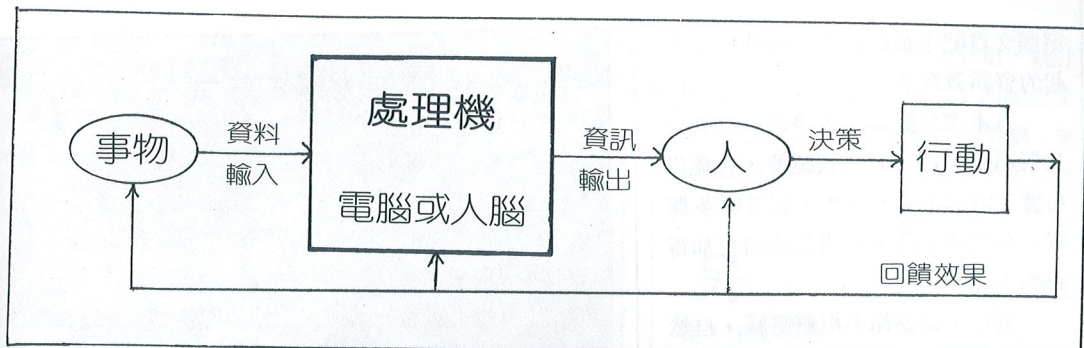 事物
資料
輸入
處理機
電腦或人腦
資訊
輸出
人
決策
行動
回饋效果